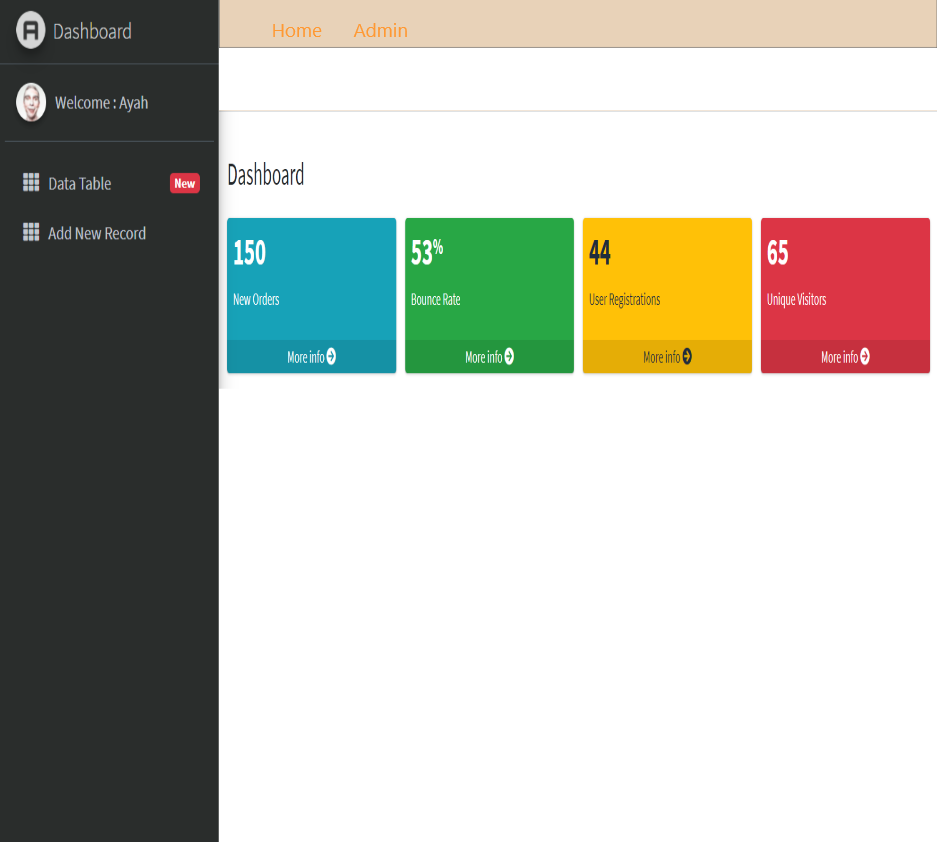 Dashboard
Home Admin
Welcome : Ayah
Data Table New
Add New Record
Dashboard
150
New Orders
More info
53%
Bounce Rate
More info
44
User Registrations
More info
65
Unique Visitors
More info